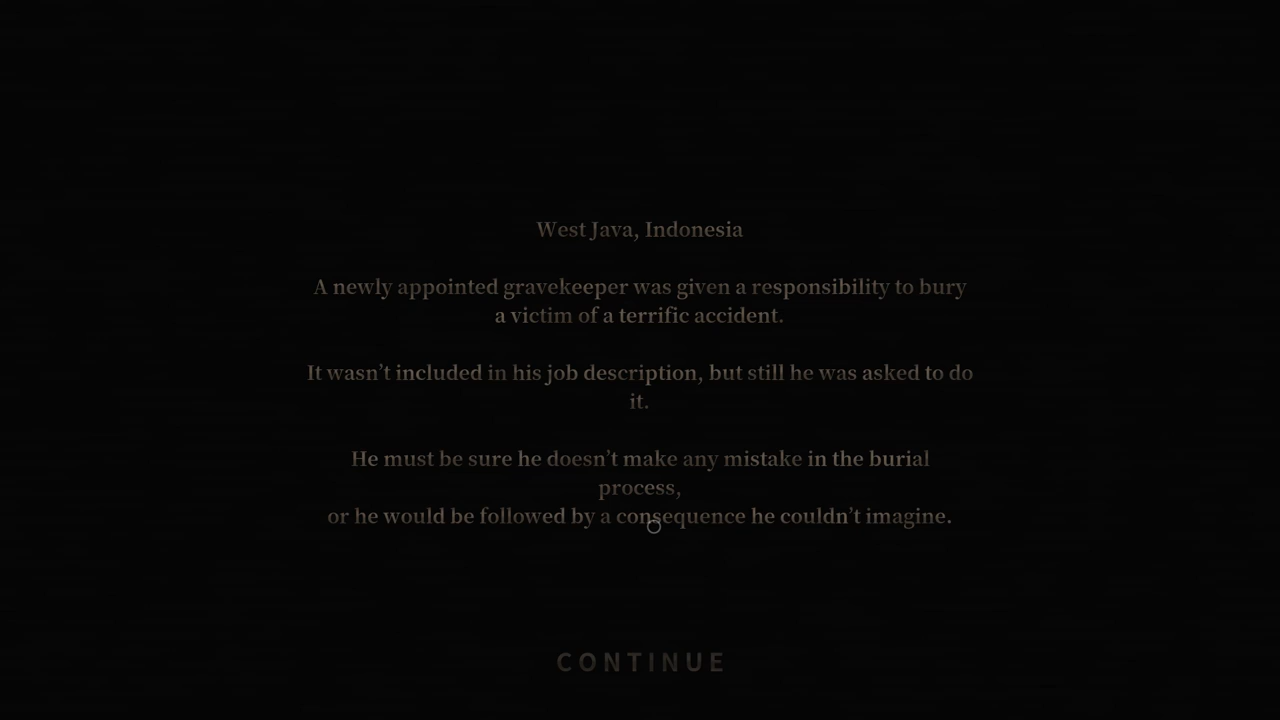 West Java, Indonesia
A newly appointed gravekeeper was given a responsibility to bury
a victim of a terrific accident.
It wasn’t included in his job description, but still he was asked to do
it.
He must be sure he doesn’t make any mistake in the burial
process,
or he would be followed by a consequence he couldn’t imagine.
CONTINUE